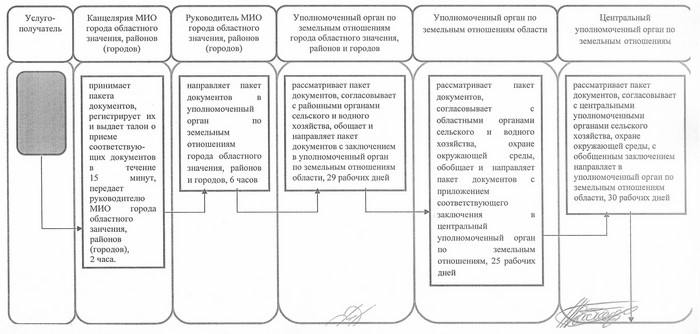 Услуго-
получатель
Канцелярия МИО
города областного
значения, районов
(городов)
Руководитель МИО
города областного
значения, районов
(городов)
Уполномоченный орган по
земельным отношениям
города областного значения,
районов и городов
Уполномоченный орган по
земельным отношениям области
Центральный
уполномоченный орган по
земельным отношениям
принимает
пакета
документов,
регистрирует их
и выдает талон о
приеме
соответствую-
щих документов
в течение
15 минут,
передает
руководителю
МИО города
областного
занчения,
районов
(городов),
2 часа.
направляет пакет
документов в
уполномоченный
орган по
земельным
отношениям
города областного
значения, районов
и городов, 6 часов
рассматривает пакет
документов, согласовывает
с районными органами
сельского и водного
хозяйства, обощает и
направляет пакет
документов с заключением
в уполномоченный орган
по земельным отношениям
области, 29 рабочих дней
рассматривает пакет
документов,
согласовывает с
областными органами
сельского и водного
хозяйства, охране
окружающей среды,
обобщает и направляет
пакет документов с
приложением
соответствующего
заключения в
центральный
уполномоченный орган
по земельным
отношениям, 25 рабочих
дней
рассматривает пакет
документов, согласовывает
с центральными
уполномоченными
органами сельского
хозяйства, охране
окружающей среды, с
обобщенным заключением
направляет в
уполномоченный орган по
земельным отношениям
области, 30 рабочих дней